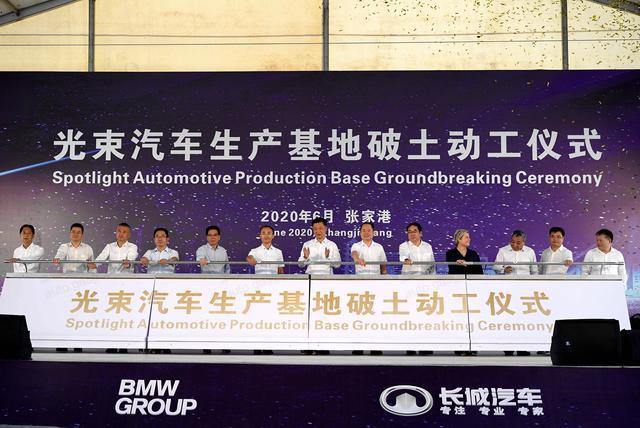 光束汽车生产基地破土动工仪式
Spotlight Automotive Production Base Groundbreaking Ceremony
2020年6月 张家港
2020
光束汽车生产基地破土动工仪式
Spotlight Automotive Production Base Groundbreaking Ceremony
BMW
GROUP
长城汽车
专注 专业 专家